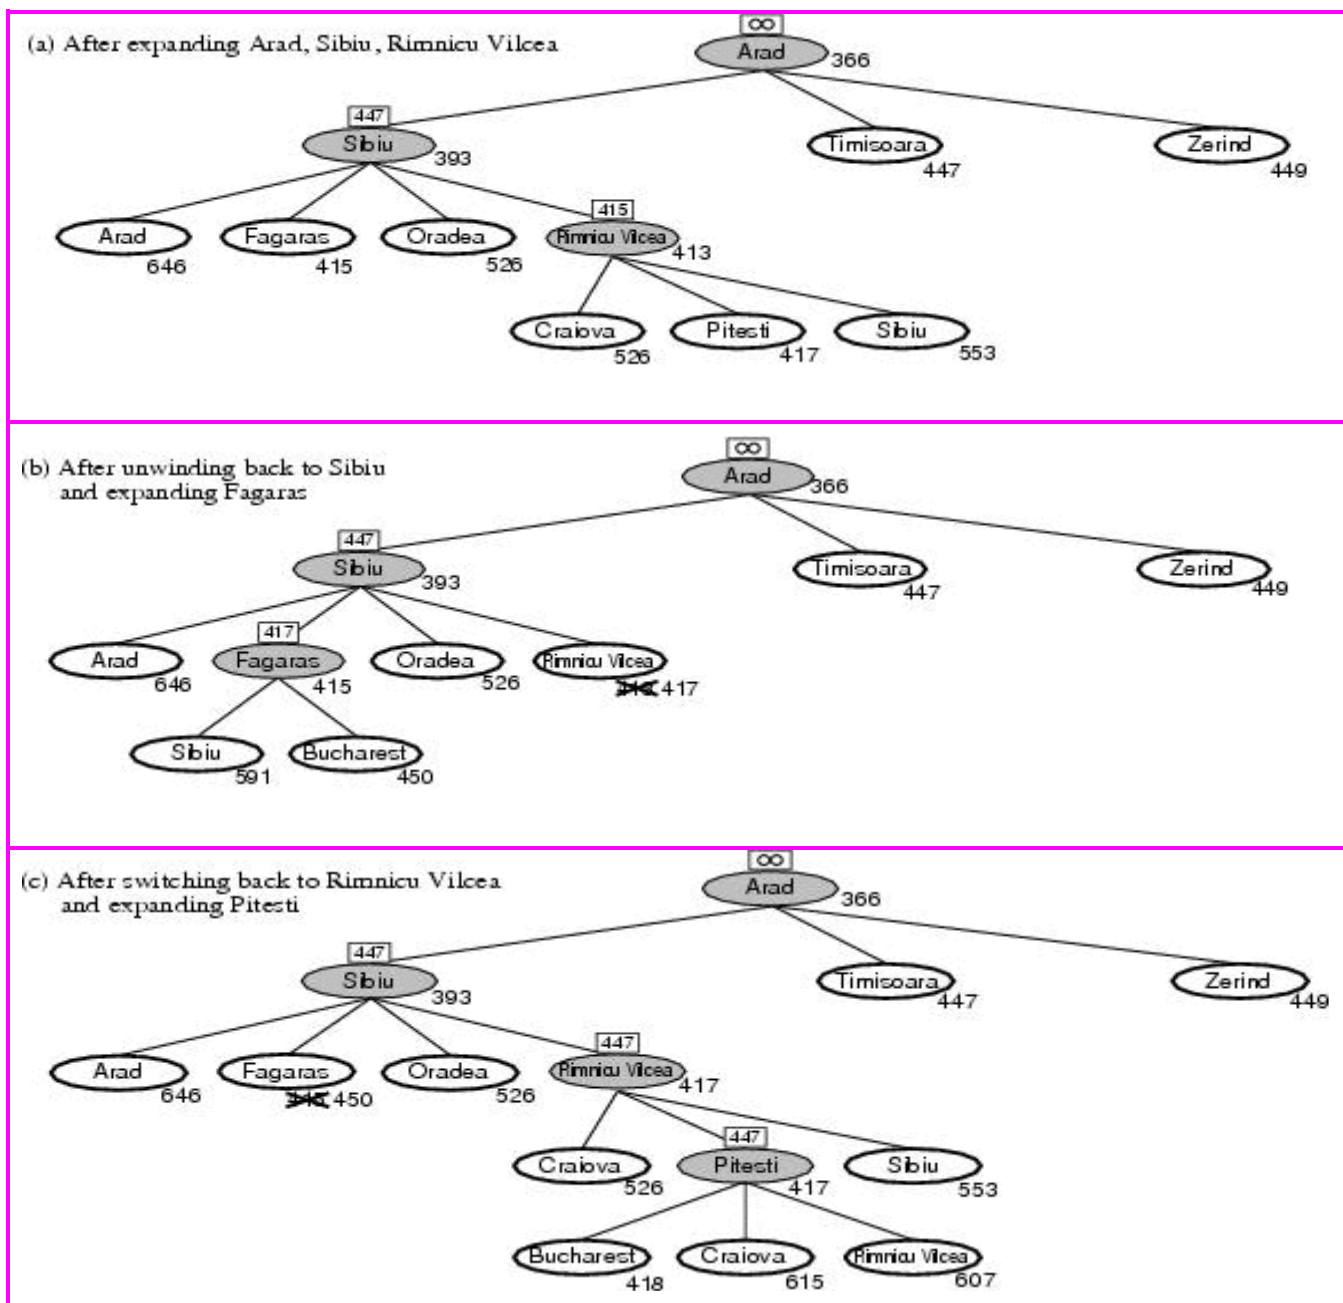 (a) After expanding Arad, Sibiu, Rimnicu Vilcea
∞
Arad
366
447
Sibiu
393
Timisoara
447
Zerind
449
Arad
646
Fagaras
415
Oradea
526
415
Rimnicu Vilcea
413
Craiova
526
Pitesti
417
Sibiu
553
(b) After unwinding back to Sibiu
and expanding Fagaras
∞
Arad
366
447
Sibiu
393
Timisoara
447
Zerind
449
Arad
646
417
Fagaras
415
Oradea
526
Rimnicu Vilcea
417
Sibiu
591
Bucharest
450
(c) After switching back to Rimnicu Vilcea
and expanding Pitesti
∞
Arad
366
447
Sibiu
393
Timisoara
447
Zerind
449
Arad
646
Fagaras
450
Oradea
526
447
Rimnicu Vilcea
417
Craiova
526
447
Pitesti
417
Sibiu
553
Bucharest
418
Craiova
615
Rimnicu Vilcea
607